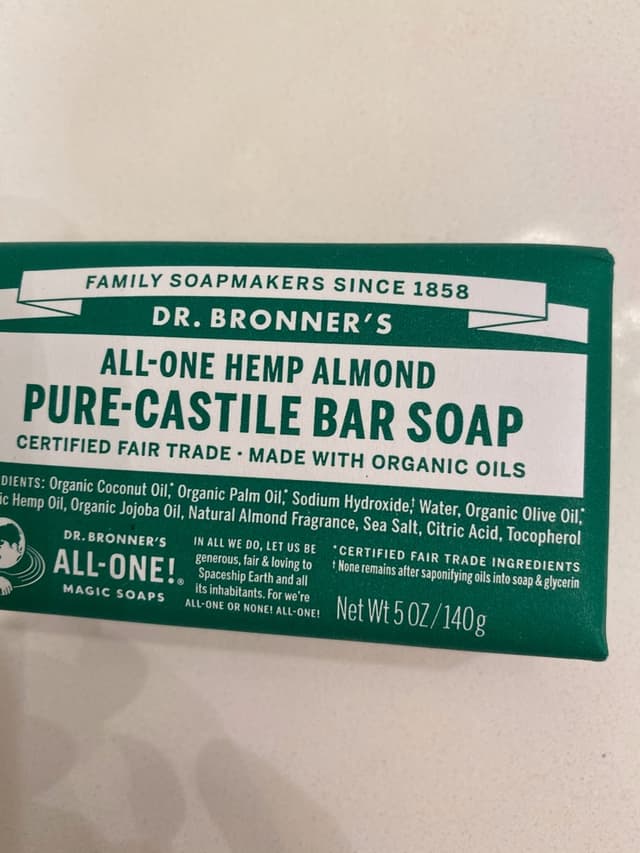 FAMILY SOAPMAKERS SINCE 1858
DR. BRONNER'S
ALL-ONE HEMP ALMOND
PURE-CASTILE BAR SOAP
CERTIFIED FAIR TRADE · MADE WITH ORGANIC OILS
DIENTS: Organic Coconut Oil,* Organic Palm Oil,* Sodium Hydroxide,† Water, Organic Olive Oil,*
ic Hemp Oil, Organic Jojoba Oil, Natural Almond Fragrance, Sea Salt, Citric Acid, Tocopherol
DR. BRONNER'S
ALL-ONE!®
MAGIC SOAPS
IN ALL WE DO, LET US BE
generous, fair & loving to
Spaceship Earth and all
its inhabitants. For we're
ALL-ONE OR NONE! ALL-ONE!
*CERTIFIED FAIR TRADE INGREDIENTS
† None remains after saponifying oils into soap & glycerin
Net Wt 5 OZ/140g